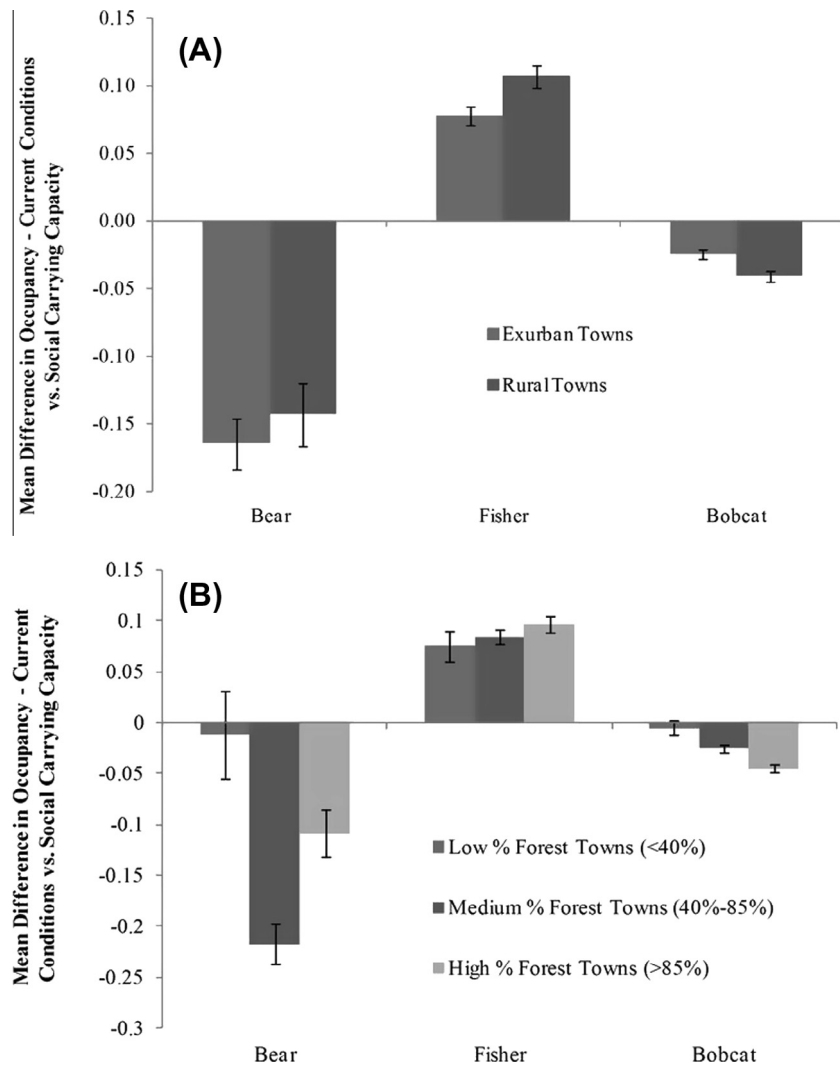 (A)
Mean Difference in Occupancy - Current Conditions
vs. Social Carrying Capacity
0.15
0.10
0.05
0.00
-0.05
-0.10
-0.15
-0.20
Exurban Towns
Rural Towns
Bear Fisher Bobcat
(B)
Mean Difference in Occupancy - Current
Conditions vs. Social Carrying Capacity
0.15
0.1
0.05
0
-0.05
-0.1
-0.15
-0.2
-0.25
-0.3
Low % Forest Towns (<40%)
Medium % Forest Towns (40%-85%)
High % Forest Towns (>85%)
Bear Fisher Bobcat